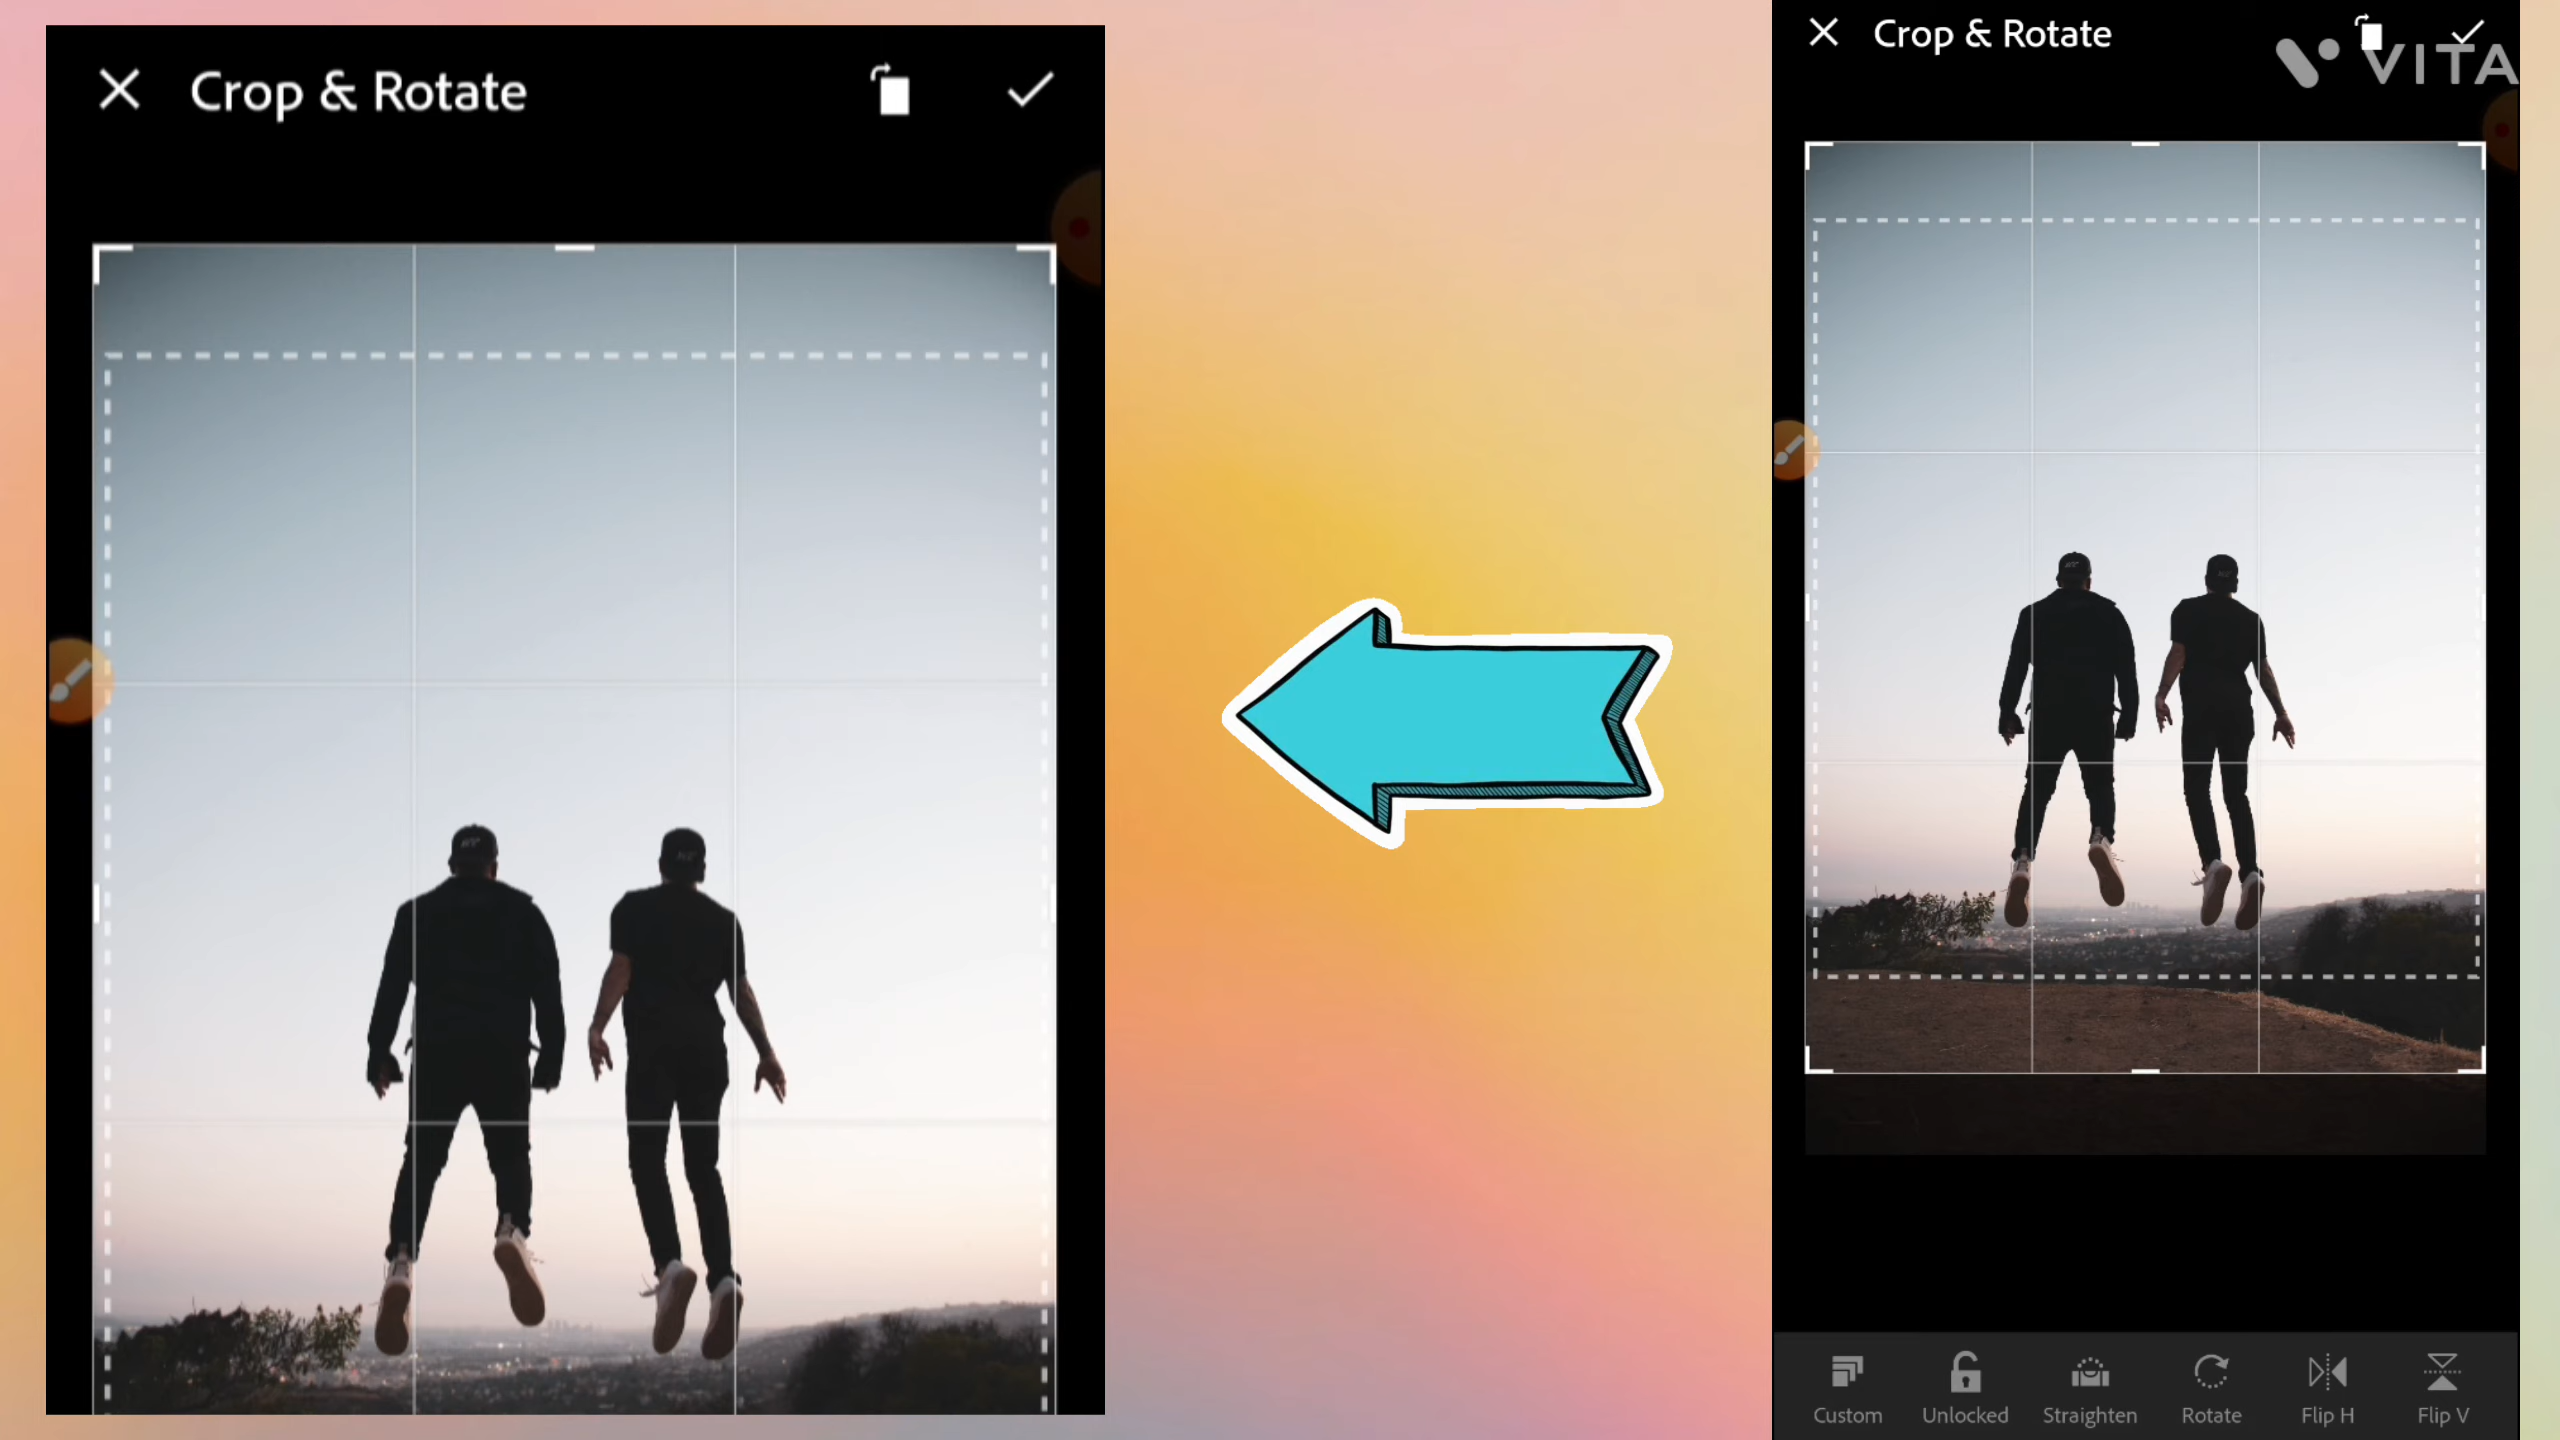 Crop & Rotate
Crop & Rotate
VITA
Custom
Unlocked
Straighten
Rotate
Flip H
Flip V